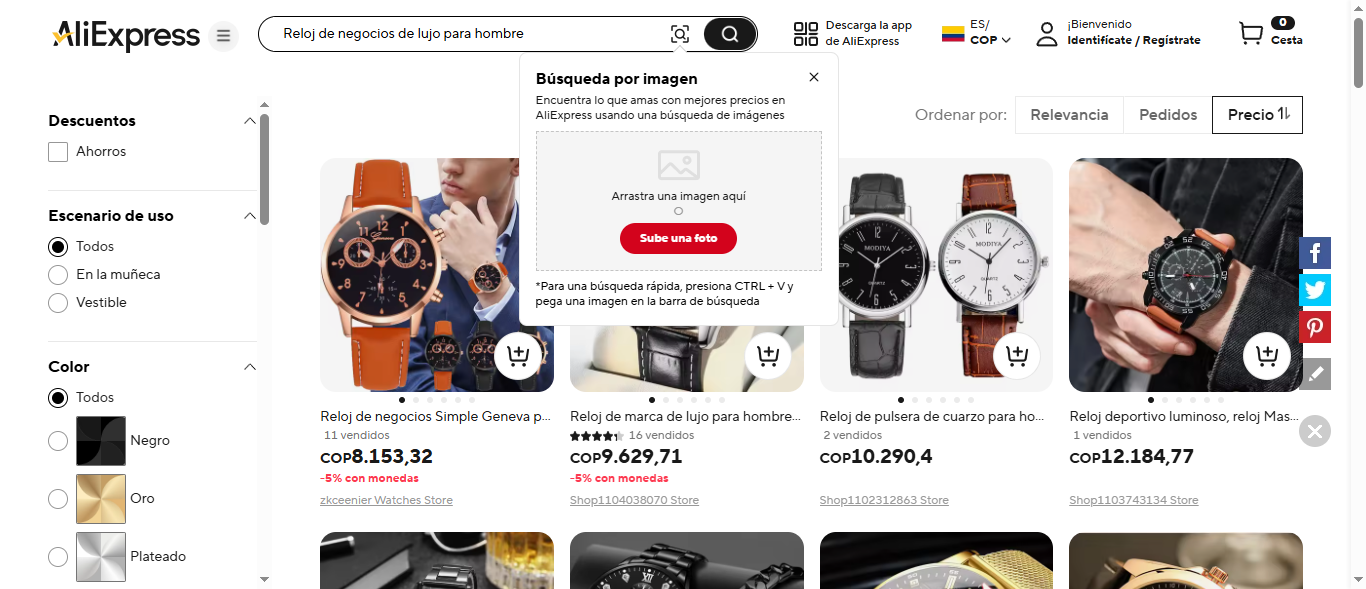 AliExpress
Reloj de negocios de lujo para hombre
Descarga la app
de AliExpress
ES/
COP
¡Bienvenido
Identifícate / Regístrate
0
Cesta
Búsqueda por imagen
Encuentra lo que amas con mejores precios en
AliExpress usando una búsqueda de imágenes
Arrastra una imagen aquí
O
Sube una foto
*Para una búsqueda rápida, presiona CTRL + V y
pega una imagen en la barra de búsqueda
Descuentos
Ahorros
Escenario de uso
Todos
En la muñeca
Vestible
Color
Todos
Negro
Oro
Plateado
Ordenar por:
Relevancia
Pedidos
Precio
Geneva
MODIYA
QUARTZ
MODIYA
QUARTZ
Reloj de negocios Simple Geneva p...
11 vendidos
COP8.153,32
-5% con monedas
zkceenier Watches Store
Reloj de marca de lujo para hombre...
16 vendidos
COP9.629,71
-5% con monedas
Shop1104038070 Store
Reloj de pulsera de cuarzo para ho...
2 vendidos
COP10.290,4
Shop1102312863 Store
Reloj deportivo luminoso, reloj Mas...
1 vendidos
COP12.184,77
Shop1103743134 Store